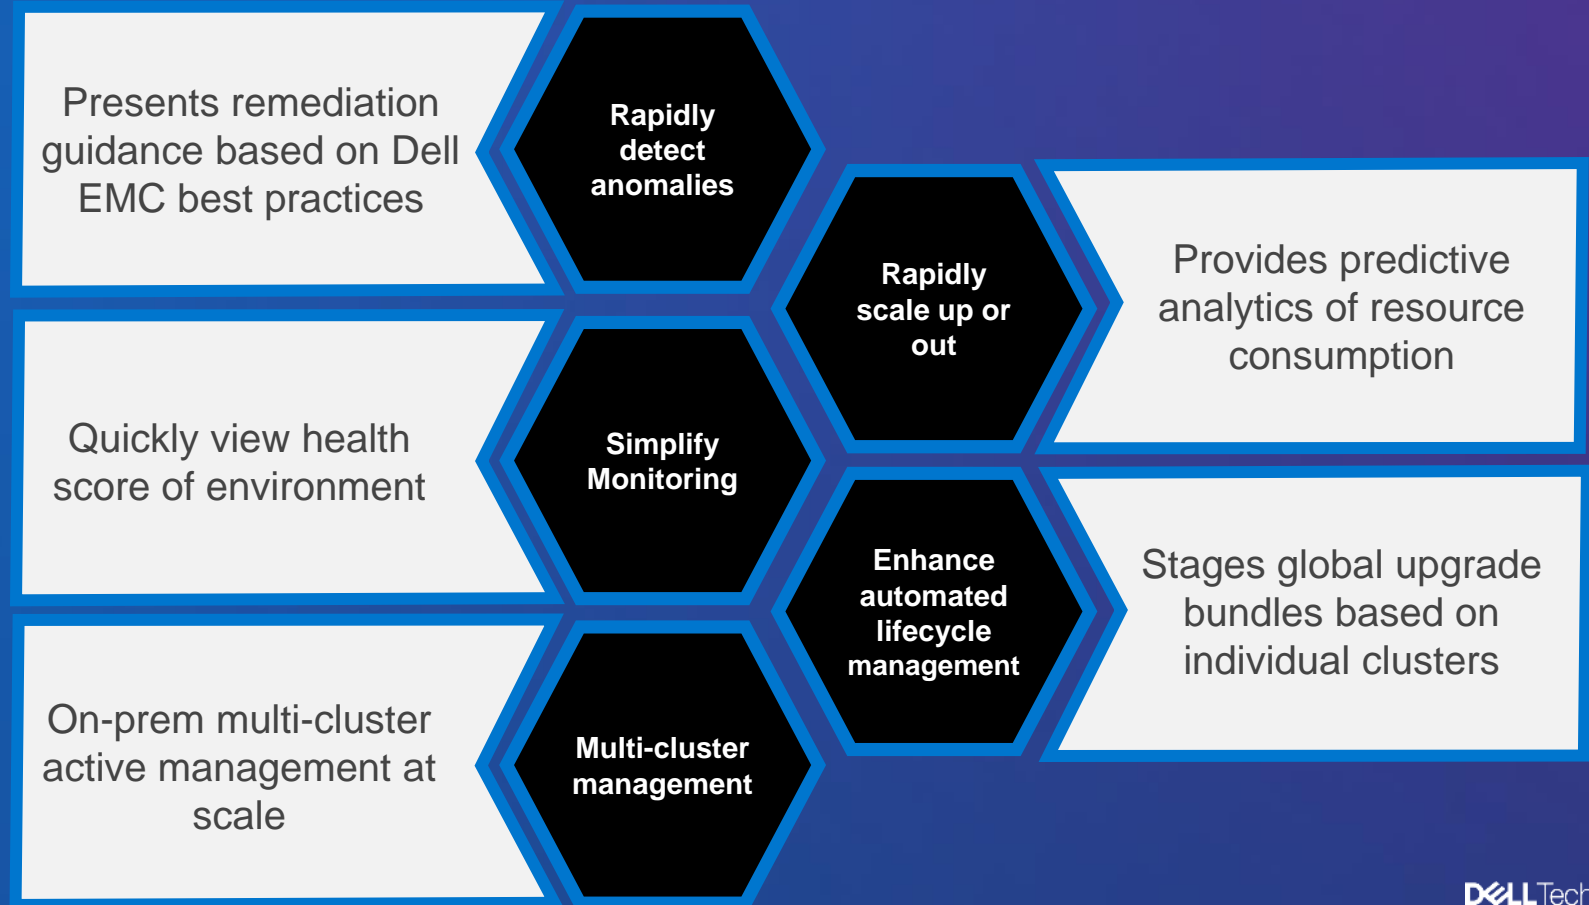 Presents remediation
guidance based on Dell
EMC best practices
Rapidly
detect
anomalies
Rapidly
scale up or
out
Provides predictive
analytics of resource
consumption
Quickly view health
score of environment
Simplify
Monitoring
Enhance
automated
lifecycle
management
Stages global upgrade
bundles based on
individual clusters
On-prem multi-cluster
active management at
scale
Multi-cluster
management
DELL Tech